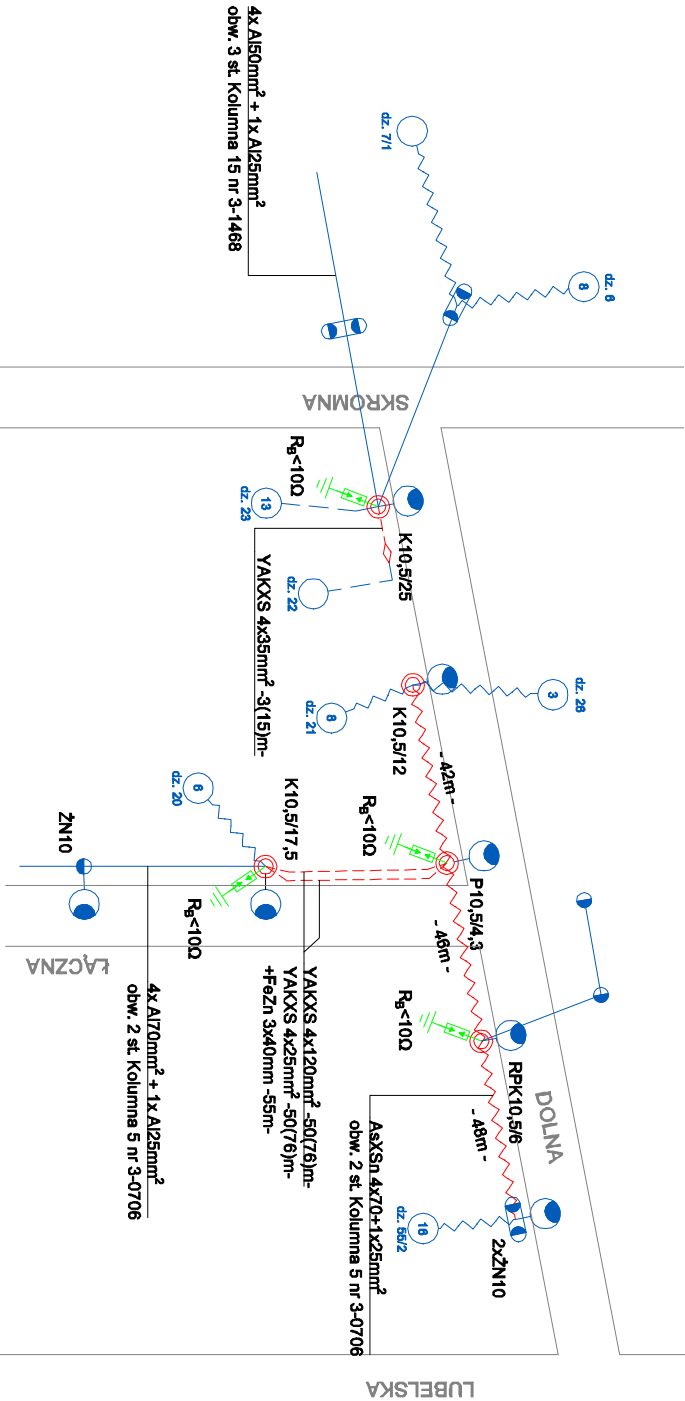 4x Al50mm² + 1x Al25mm²
obw. 3 st. Kolumna 15 nr 3-1468
dz. 7/1
dz. 6
8
SKROMNA
R_B<10Ω
13
dz. 23
K10,5/25
dz. 22
YAKXS 4x35mm² -3(15)m-
dz. 26
3
8
dz. 21
K10,5/12
- 42m -
6
dz. 20
K10,5/17,5
R_B<10Ω
P10,5/4,3
ŻN10
R_B<10Ω
- 46m -
ŁĄCZNA
YAKXS 4x120mm² -50(76)m-
YAKXS 4x25mm² -50(76)m-
+FeZn 3x40mm -55m-
4x Al70mm² + 1x Al25mm²
obw. 2 st. Kolumna 5 nr 3-0706
R_B<10Ω
RPK10,5/6
DOLNA
- 48m -
AsXSn 4x70+1x25mm²
obw. 2 st. Kolumna 5 nr 3-0706
16
dz. 55/2
2xŻN10
LUBELSKA